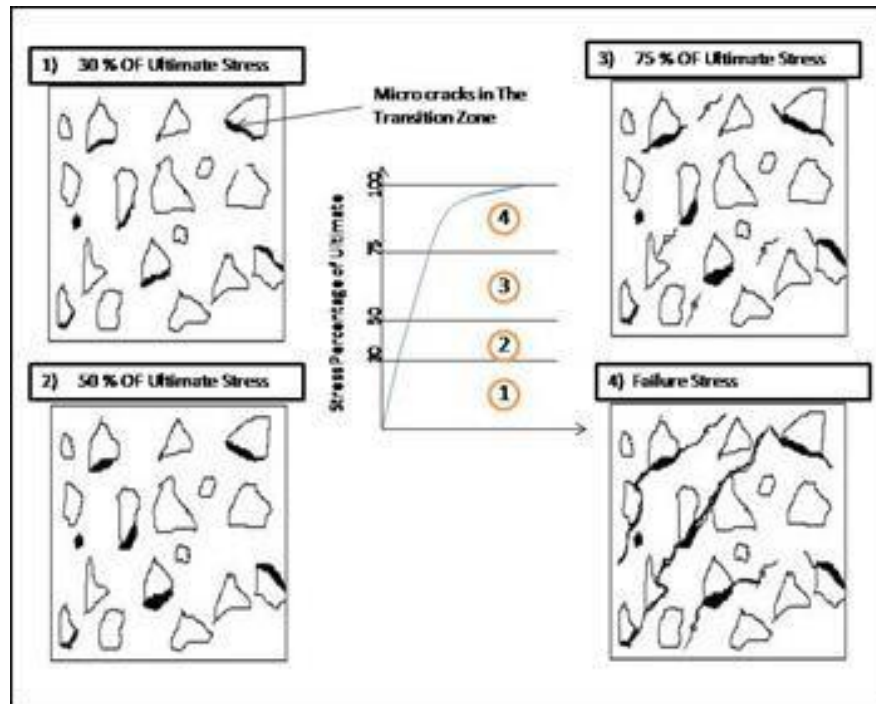 1) 30 % OF Ultimate Stress
3) 75 % OF Ultimate Stress
Micro cracks in The
Transition Zone
Stress Percentage of Ultimate
100
75
50
30
4
3
2
1
2) 50 % OF Ultimate Stress
4) Failure Stress